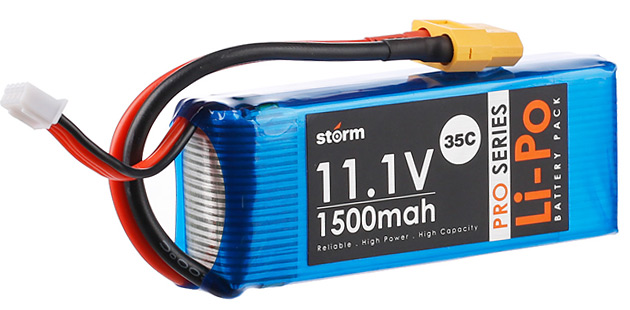 storm
35C
11.1V
1500mah
Reliable . High Power . High Capacity
PRO SERIES
Li-PO
BATTERY PACK